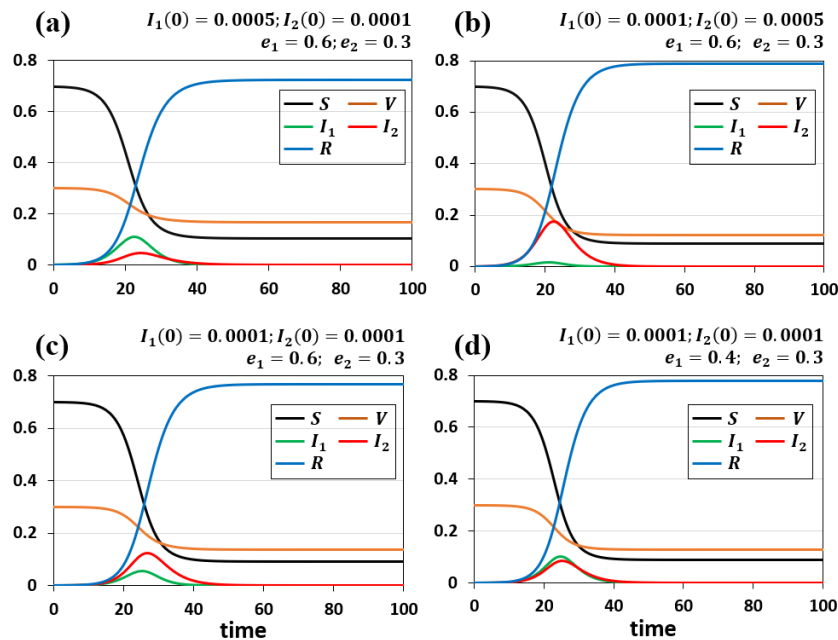 (a)
I₁(0) = 0.0005; I₂(0) = 0.0001
e₁ = 0.6; e₂ = 0.3
0.8
0.6
0.4
0.2
0
S V
I₁ I₂
R
0 20 40 60 80 100
(b)
I₁(0) = 0.0001; I₂(0) = 0.0005
e₁ = 0.6; e₂ = 0.3
0.8
0.6
0.4
0.2
0
S V
I₁ I₂
R
0 20 40 60 80 100
(c)
I₁(0) = 0.0001; I₂(0) = 0.0001
e₁ = 0.6; e₂ = 0.3
0.8
0.6
0.4
0.2
0
S V
I₁ I₂
R
0 20 40 60 80 100
time
(d)
I₁(0) = 0.0001; I₂(0) = 0.0001
e₁ = 0.4; e₂ = 0.3
0.8
0.6
0.4
0.2
0
S V
I₁ I₂
R
0 20 40 60 80 100
time